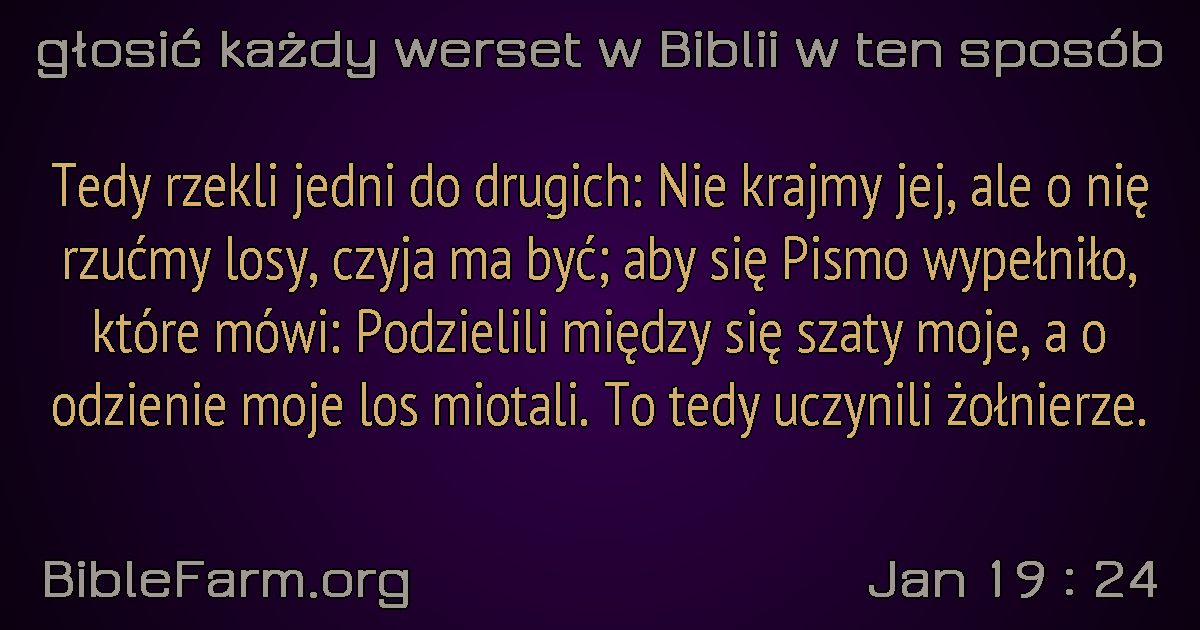 głosić każdy werset w Biblii w ten sposób
Tedy rzekli jedni do drugich: Nie krajmy jej, ale o nię
rzućmy losy, czyja ma być; aby się Pismo wypełniło,
które mówi: Podzielili między się szaty moje, a o
odzienie moje los miotali. To tedy uczynili żołnierze.
BibleFarm.org
Jan 19 : 24